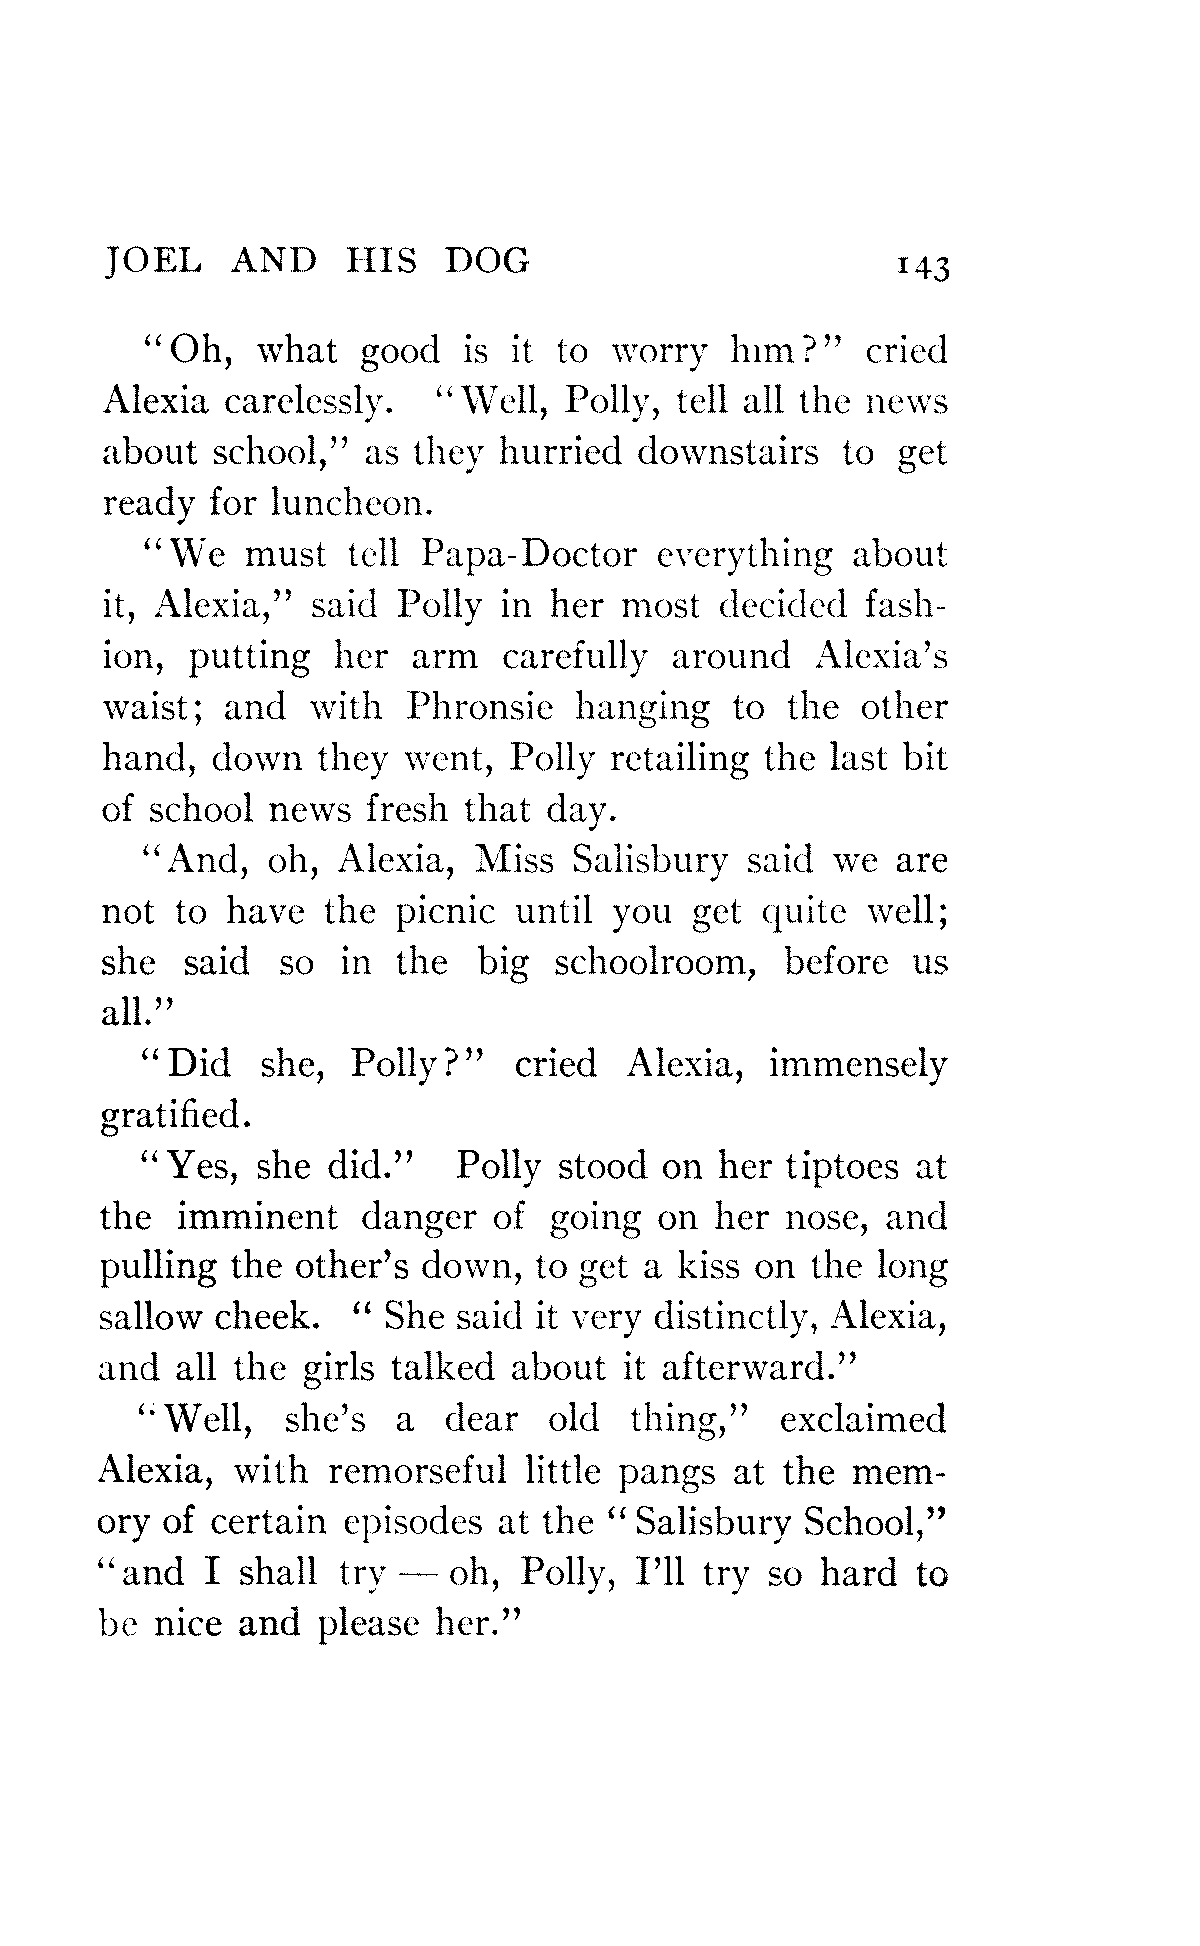 JOEL AND HIS DOG 143
"Oh, what good is it to worry him?" cried
Alexia carelessly. "Well, Polly, tell all the news
about school," as they hurried downstairs to get
ready for luncheon.
"We must tell Papa-Doctor everything about
it, Alexia," said Polly in her most decided fash-
ion, putting her arm carefully around Alexia's
waist; and with Phronsie hanging to the other
hand, down they went, Polly retailing the last bit
of school news fresh that day.
"And, oh, Alexia, Miss Salisbury said we are
not to have the picnic until you get quite well;
she said so in the big schoolroom, before us
all."
"Did she, Polly?" cried Alexia, immensely
gratified.
"Yes, she did." Polly stood on her tiptoes at
the imminent danger of going on her nose, and
pulling the other's down, to get a kiss on the long
sallow cheek. "She said it very distinctly, Alexia,
and all the girls talked about it afterward."
"Well, she's a dear old thing," exclaimed
Alexia, with remorseful little pangs at the mem-
ory of certain episodes at the "Salisbury School,"
"and I shall try — oh, Polly, I'll try so hard to
be nice and please her."